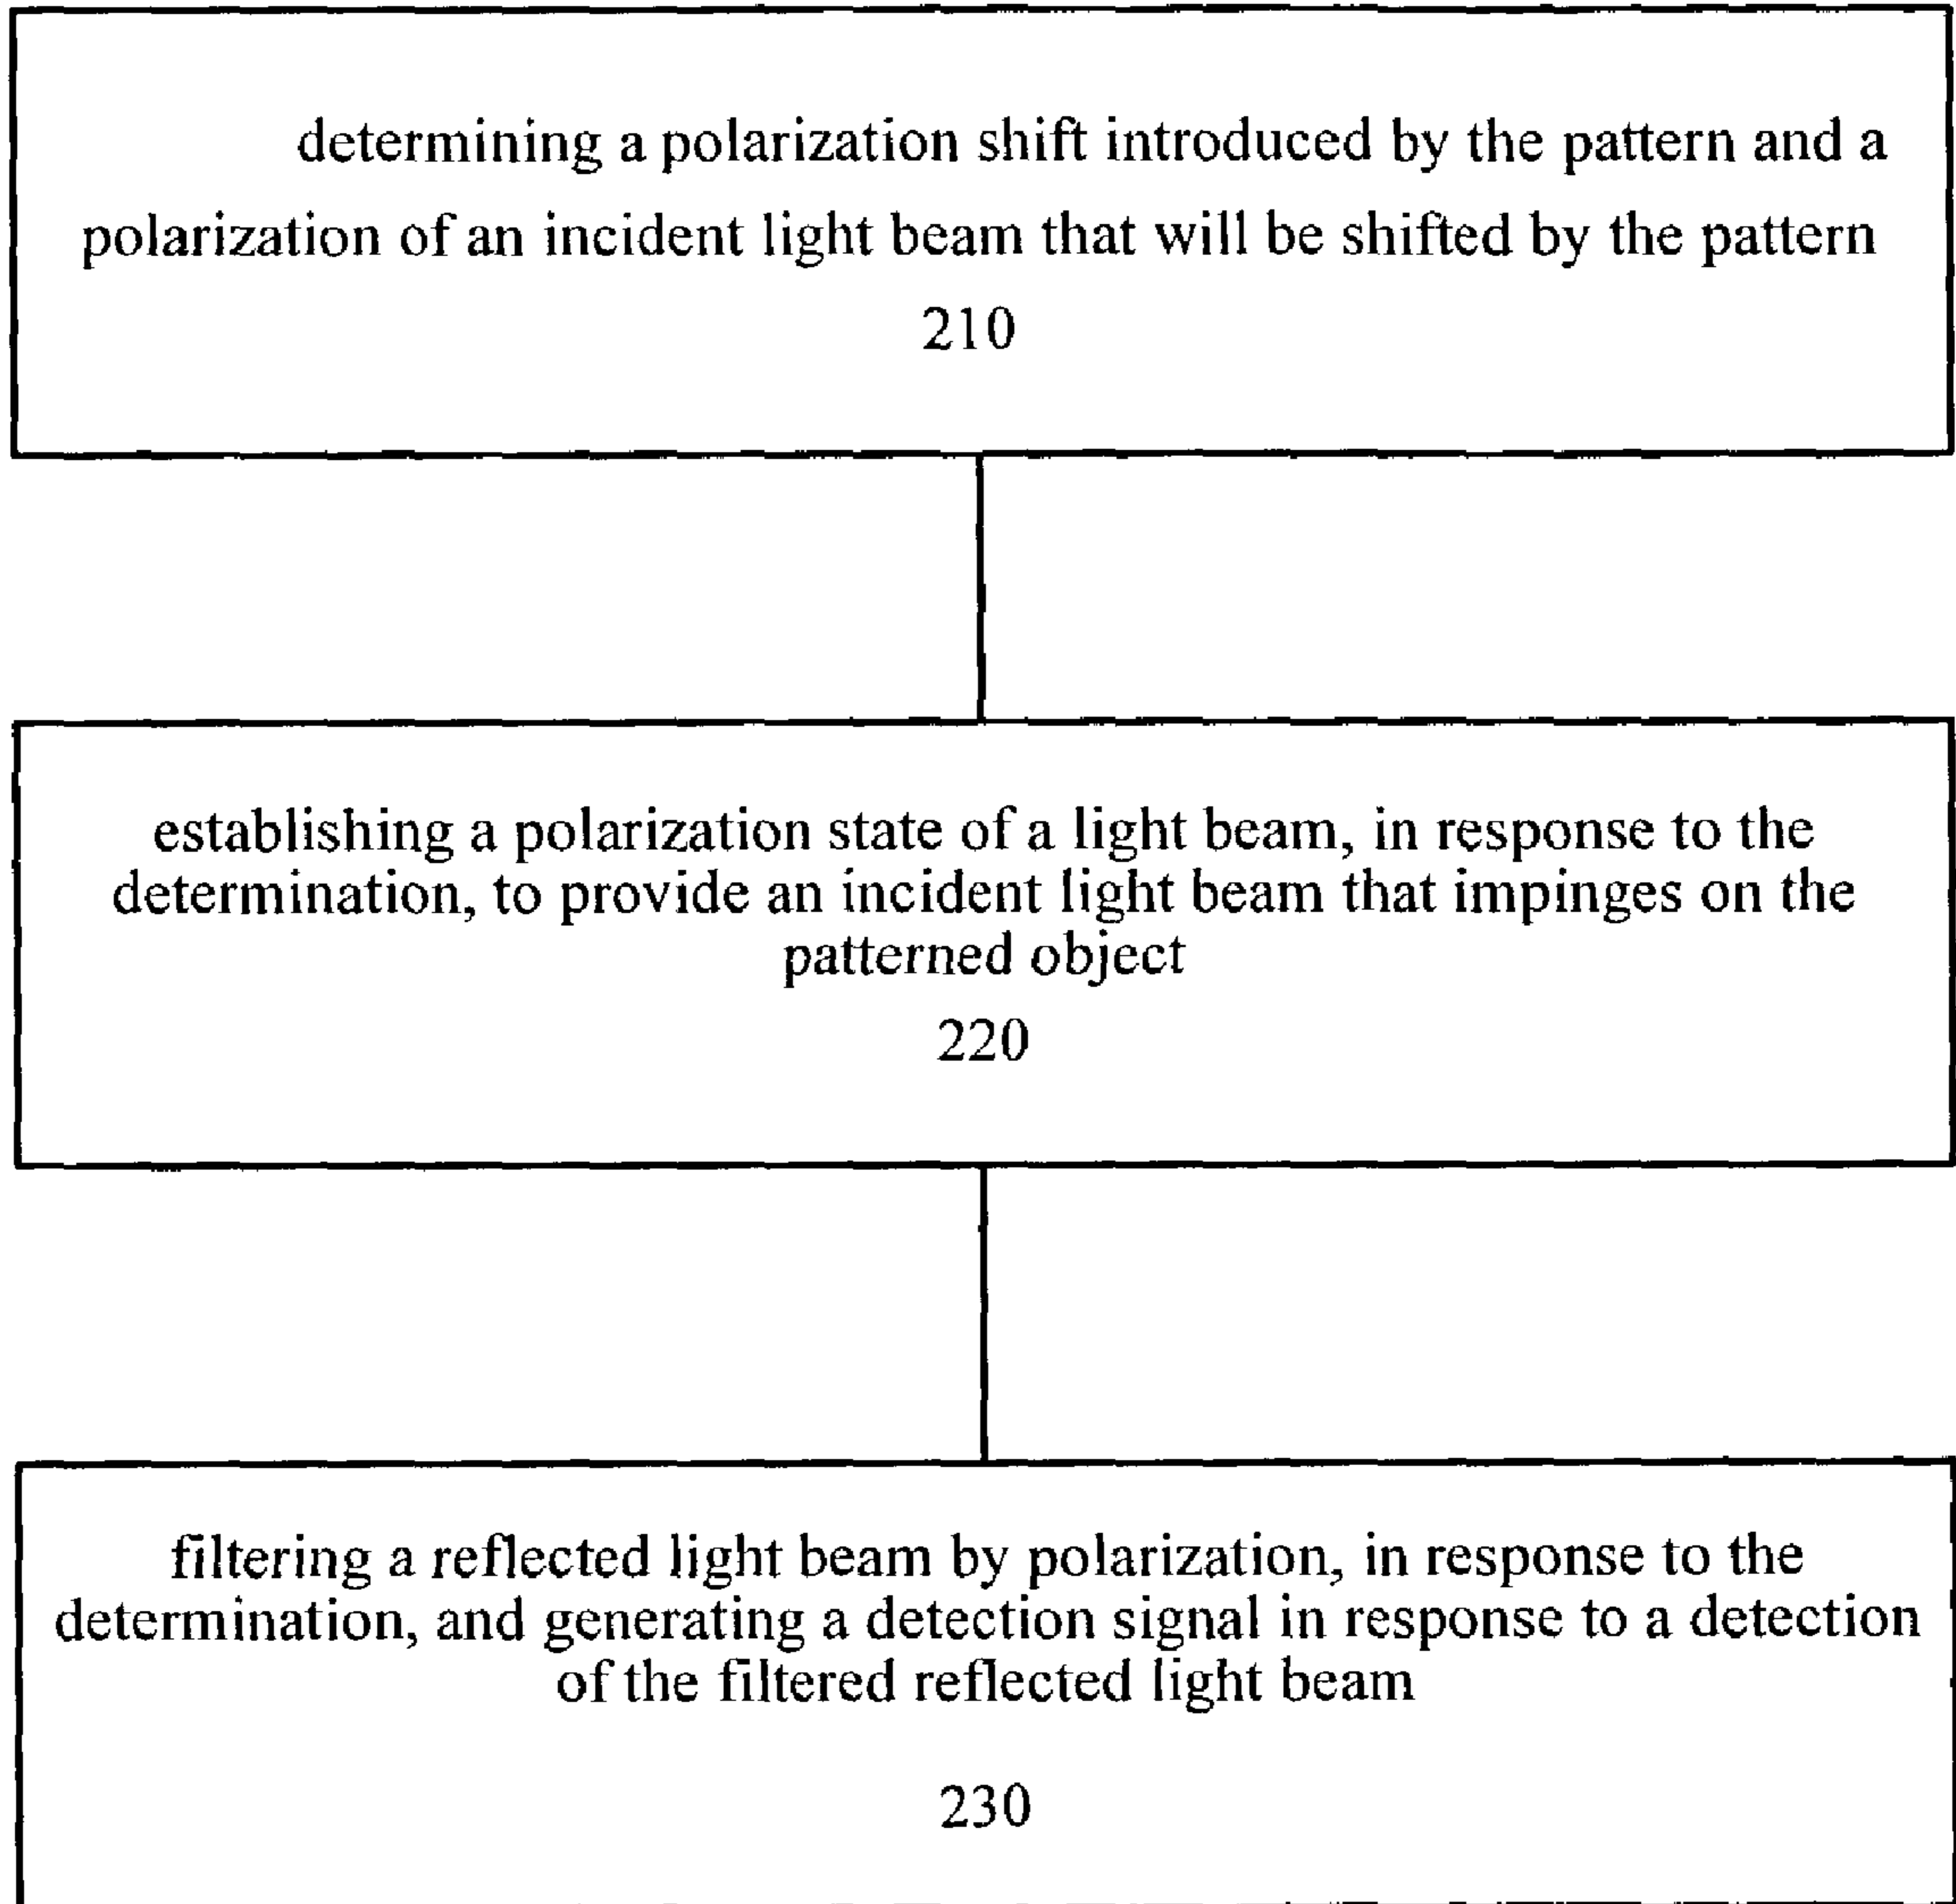 determining a polarization shift introduced by the pattern and a
polarization of an incident light beam that will be shifted by the pattern
210
establishing a polarization state of a light beam, in response to the
determination, to provide an incident light beam that impinges on the
patterned object
220
filtering a reflected light beam by polarization, in response to the
determination, and generating a detection signal in response to a detection
of the filtered reflected light beam
230